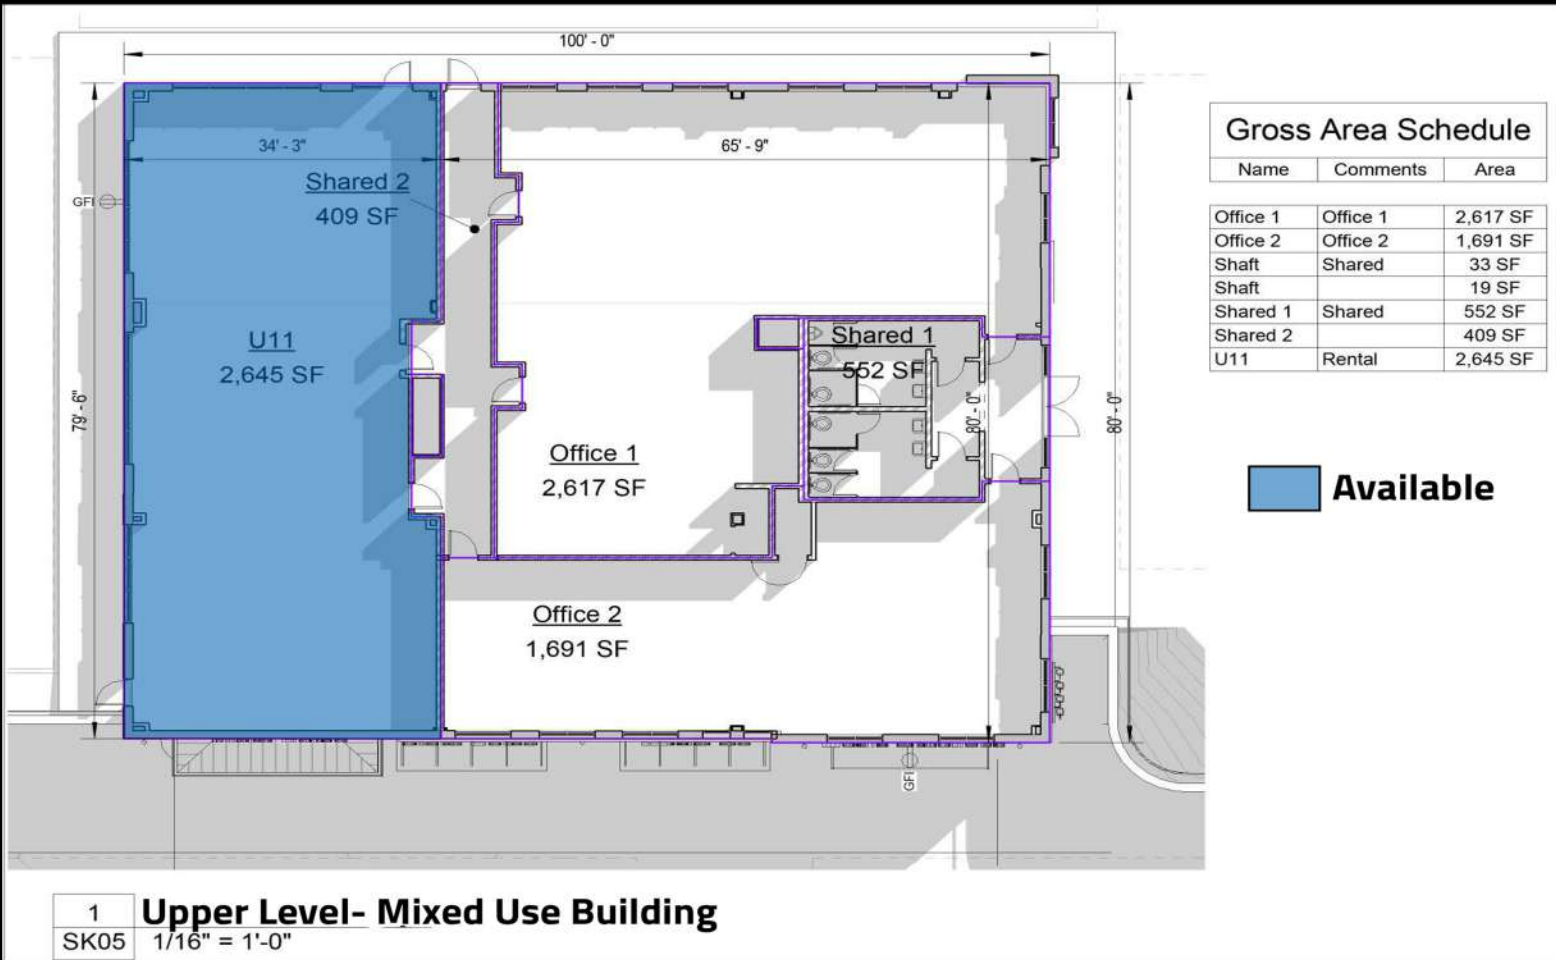 100' - 0"
34' - 3"
65' - 9"
Shared 2
409 SF
GFI
U11
2,645 SF
79' - 6"
Shared 1
552 SF
80' - 0"
80' - 0"
Office 1
2,617 SF
Office 2
1,691 SF
GFI
Gross Area Schedule
Name Comments Area
Office 1 Office 1 2,617 SF
Office 2 Office 2 1,691 SF
Shaft Shared 33 SF
Shaft 19 SF
Shared 1 Shared 552 SF
Shared 2 409 SF
U11 Rental 2,645 SF
Available
1 Upper Level- Mixed Use Building
SK05 1/16" = 1'-0"